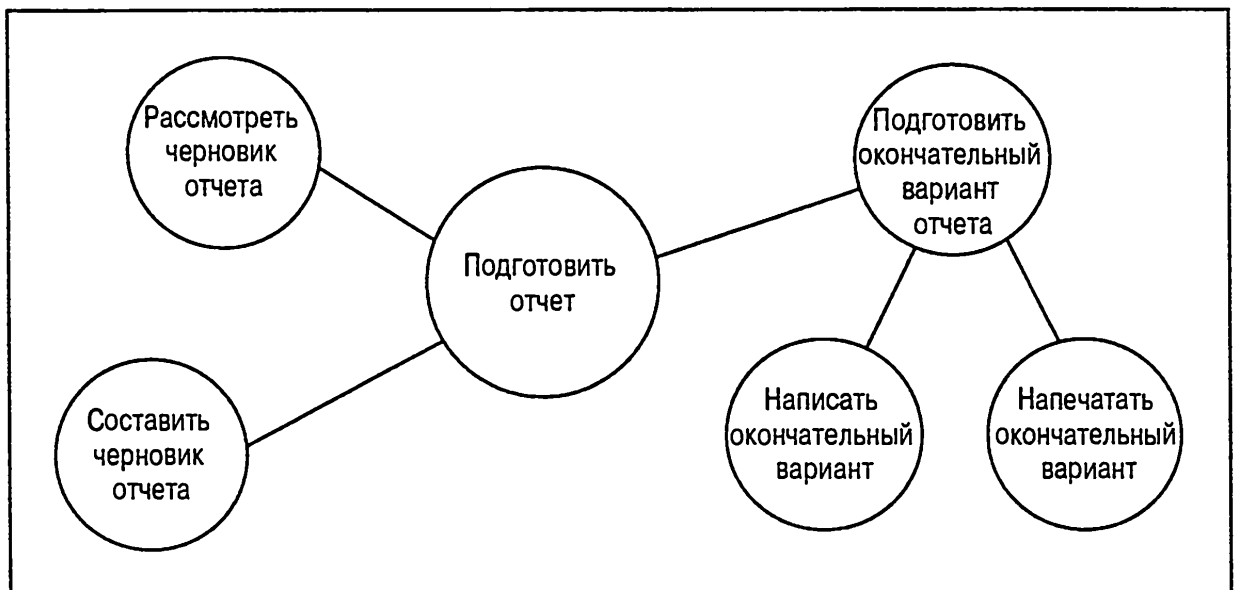 Рассмотреть
черновик
отчета
Подготовить
окончательный
вариант
отчета
Подготовить
отчет
Составить
черновик
отчета
Написать
окончательный
вариант
Напечатать
окончательный
вариант